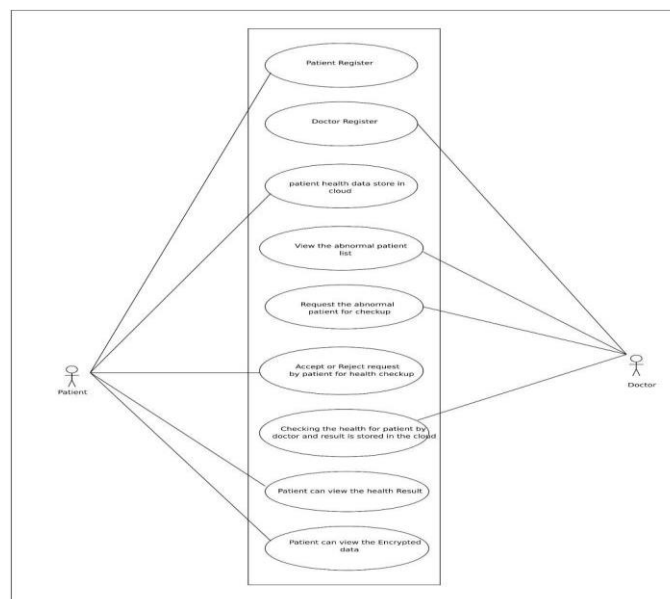 Patient Register
Doctor Register
patient health data store in
cloud
View the abnormal patient
list
Request the abnormal
patient for checkup
Accept or Reject request
by patient for health checkup
Patient
Doctor
Checking the health for patient by
doctor and result is stored in the cloud
Patient can view the health Result
Patient can view the Encrypted
data